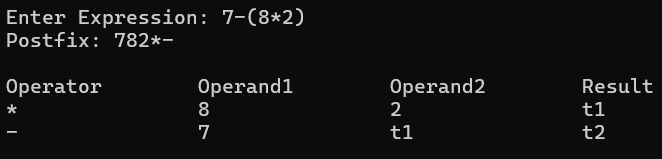 Enter Expression: 7-(8*2)
Postfix: 782*-
Operator Operand1 Operand2 Result
* 8 2 t1
- 7 t1 t2